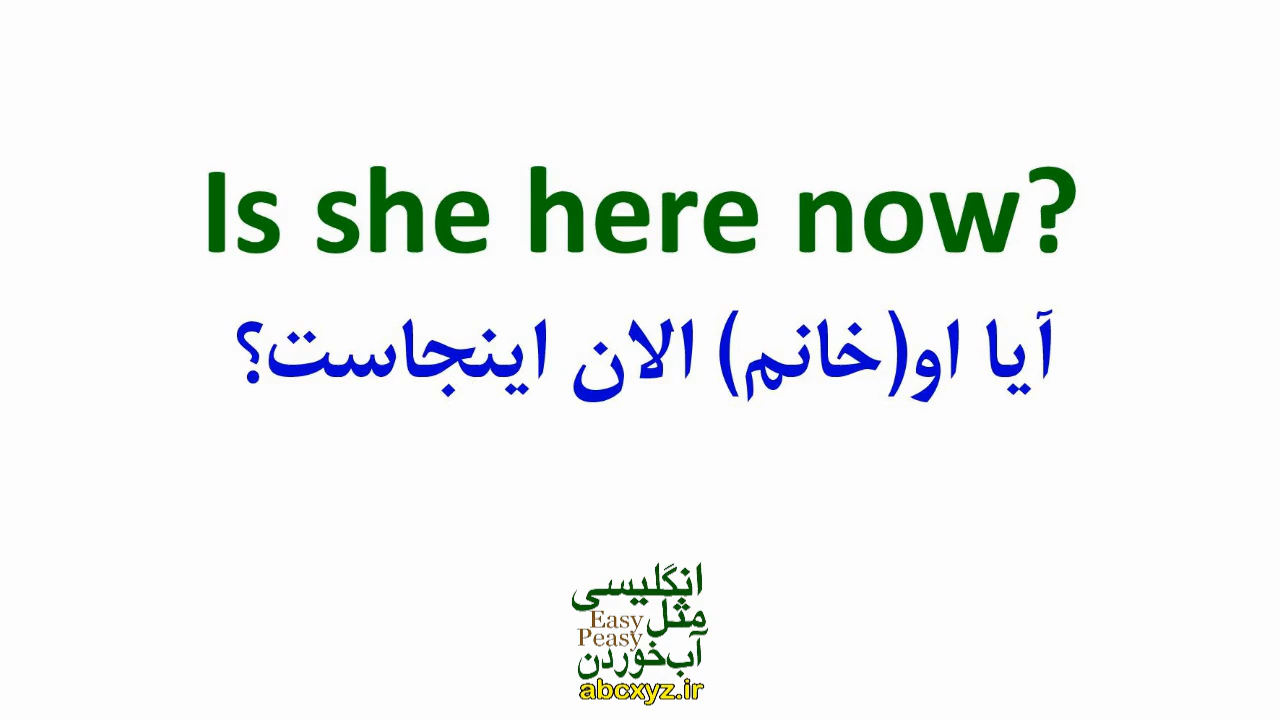 Is she here now?
آیا او(خانم) الان اینجاست؟
انگلیسی
مثل Easy
Peasy
آب‌خوردن
abcxyz.ir